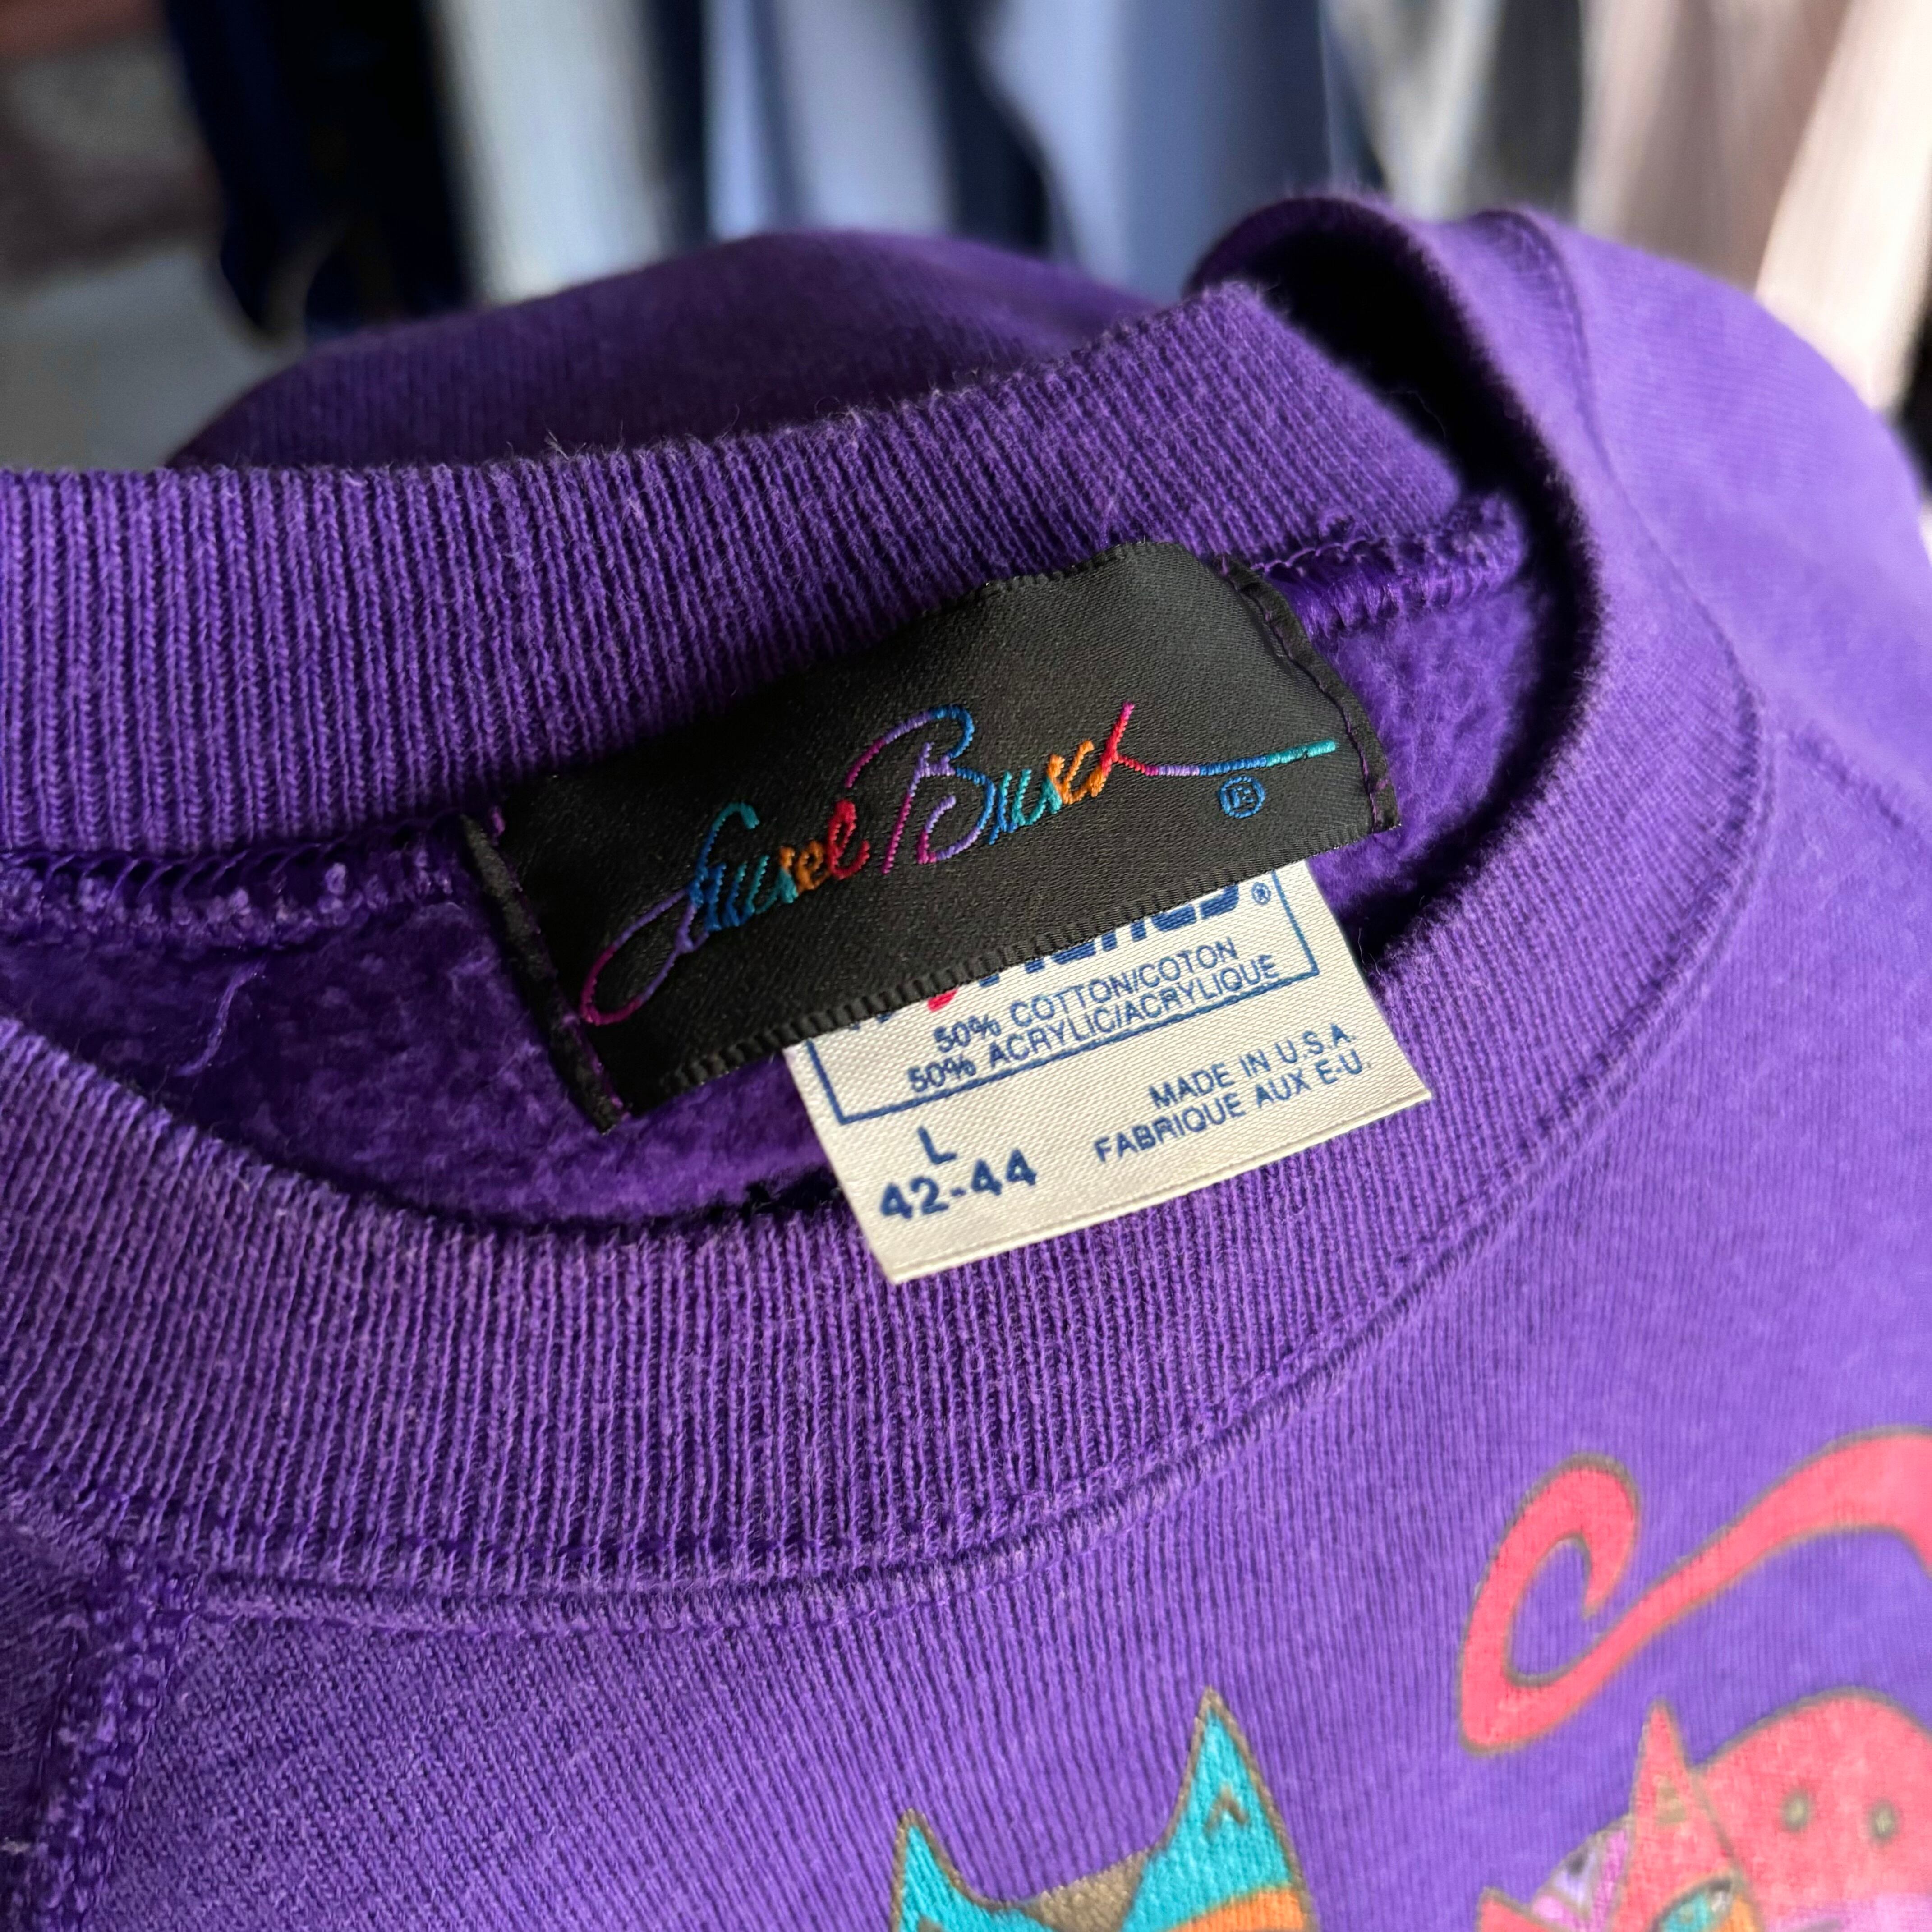 Laurel Burch ®
®
50% COTTON/COTON
50% ACRYLIC/ACRYLIQUE
MADE IN U.S.A.
FABRIQUE AUX E-U.
L
42-44